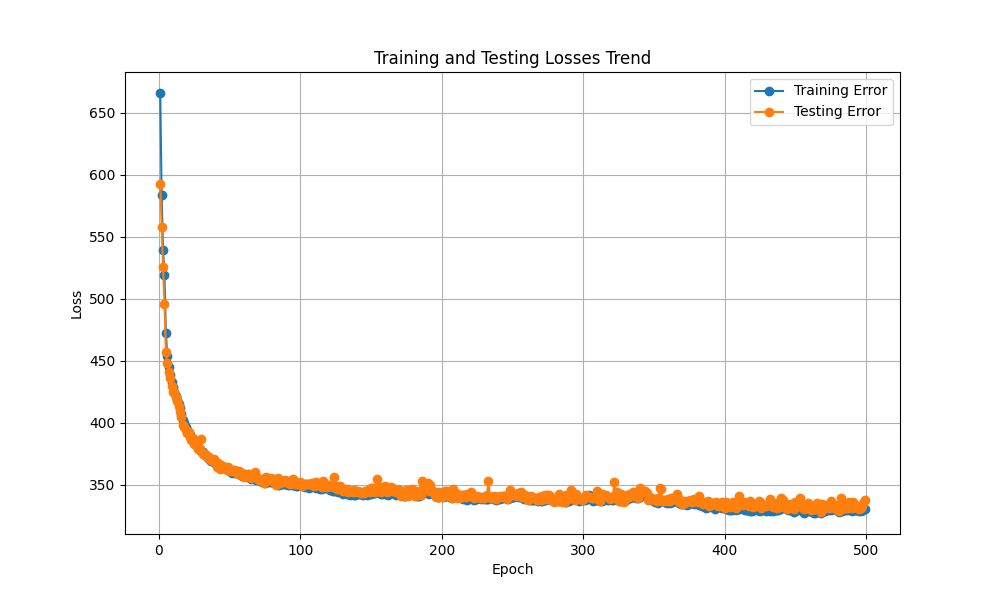 Training and Testing Losses Trend
Training Error
Testing Error
650
600
550
500
450
400
350
Loss
0 100 200 300 400 500
Epoch